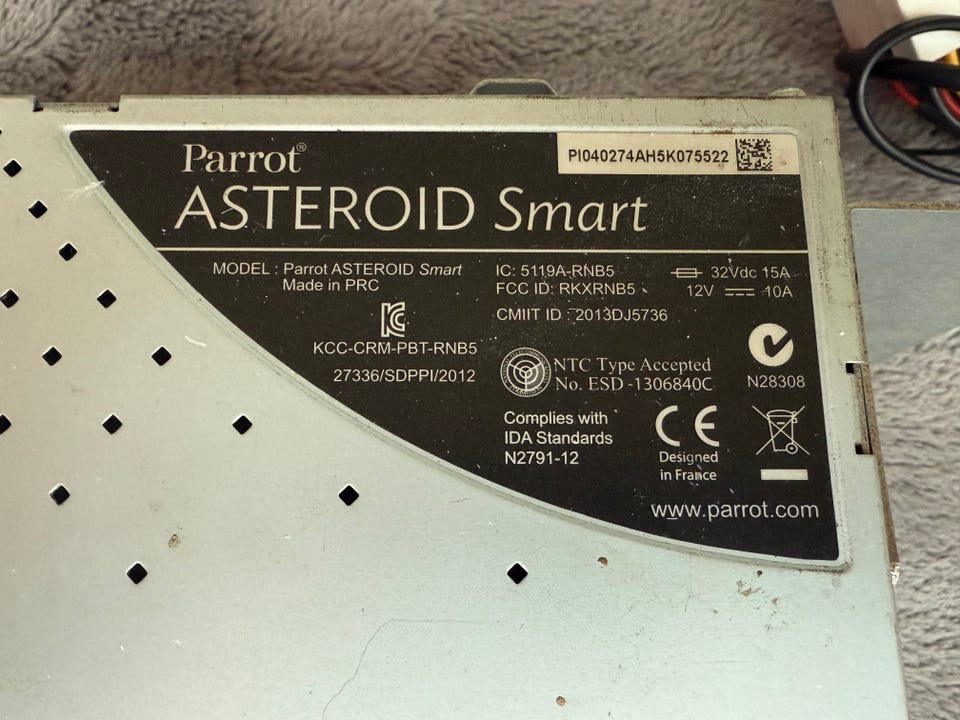 Parrot®
PI040274AH5K075522
ASTEROID Smart
MODEL : Parrot ASTEROID Smart
Made in PRC
KCC-CRM-PBT-RNB5
27336/SDPPI/2012
IC: 5119A-RNB5
FCC ID: RKXRNB5
CMIIT ID : 2013DJ5736
32Vdc 15A
12V 10A
NTC Type Accepted
No. ESD -1306840C
N28308
Complies with
IDA Standards
N2791-12
CE
Designed
in France
www.parrot.com